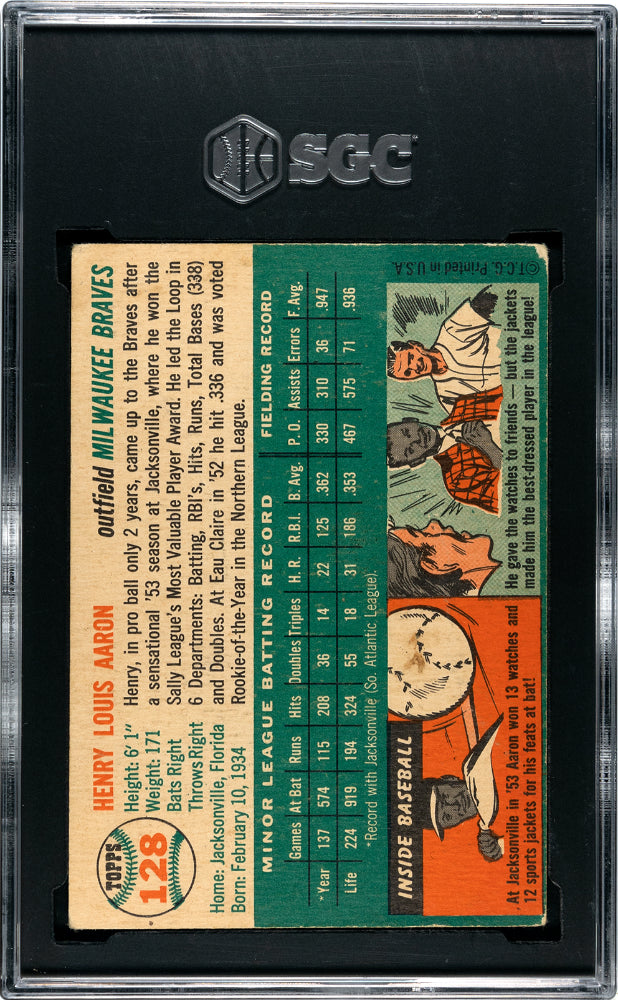 SGC
TOPPS
128
HENRY LOUIS AARON
outfield MILWAUKEE BRAVES
Height: 6' 1"
Weight: 171
Bats Right
Throws Right
Home: Jacksonville, Florida
Born: February 10, 1934
Henry, in pro ball only 2 years, came up to the Braves after
a sensational '53 season at Jacksonville, where he won the
Sally League's Most Valuable Player Award. He led the Loop in
6 Departments: Batting, RBI's, Hits, Runs, Total Bases (338)
and Doubles. At Eau Claire in '52 he hit .336 and was voted
Rookie-of-the-Year in the Northern League.
MINOR LEAGUE BATTING RECORD FIELDING RECORD
Games At Bat Runs Hits Doubles Triples H.R. R.B.I. B. Avg. P.O. Assists Errors F. Avg.
*Year 137 574 115 208 36 14 22 125 .362 330 310 36 .947
Life 224 919 194 324 55 18 31 186 .353 467 575 71 .936
*Record with Jacksonville (So. Atlantic League).
©T.C.G. Printed in U.S.A.
INSIDE BASEBALL
At Jacksonville in '53 Aaron won 13 watches and
12 sports jackets for his feats at bat!
He gave the watches to friends — but the jackets
made him the best-dressed player in the league!